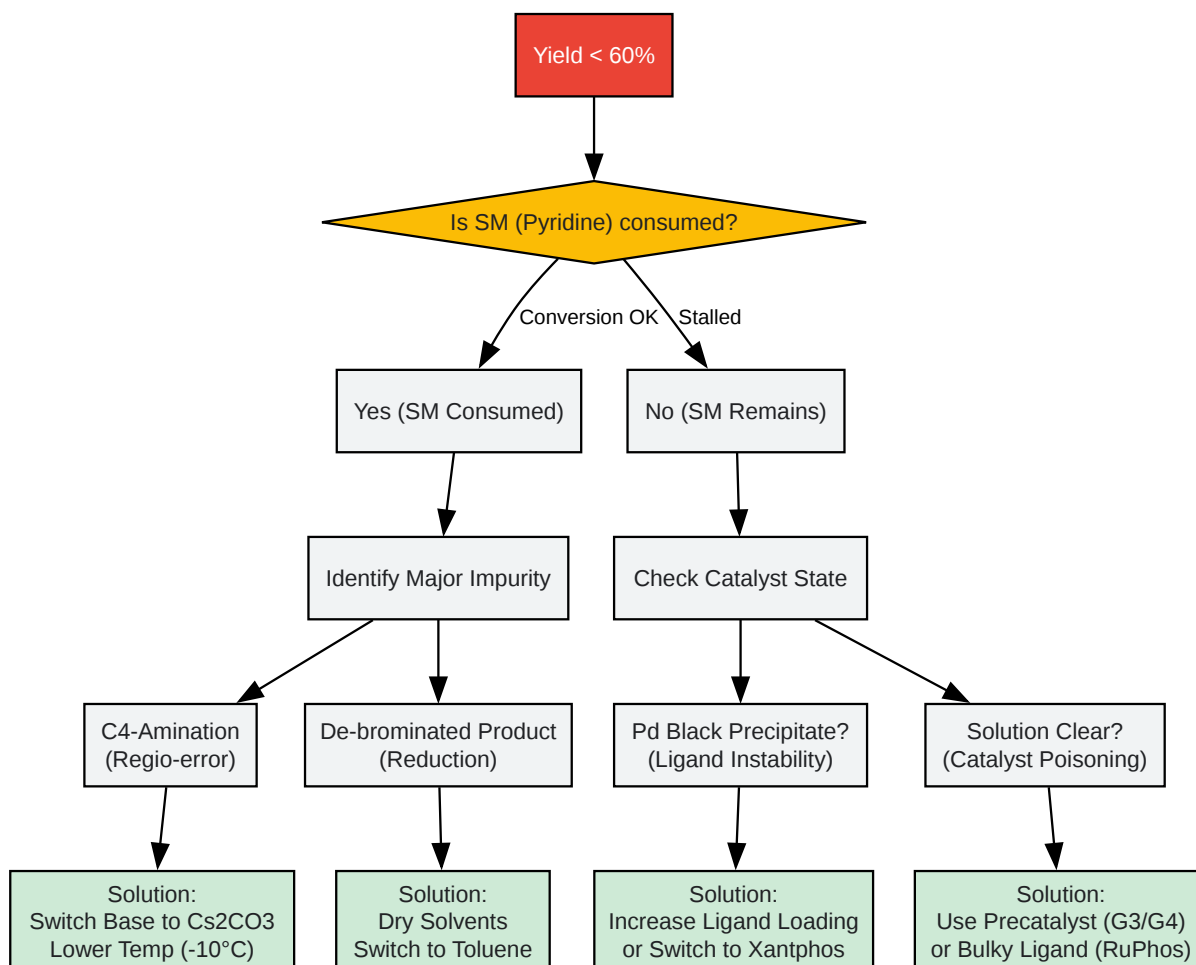 Yield < 60%
Is SM (Pyridine) consumed?
Conversion OK
Stalled
Yes (SM Consumed)
No (SM Remains)
Identify Major Impurity
Check Catalyst State
C4-Amination
(Regio-error)
De-brominated Product
(Reduction)
Pd Black Precipitate?
(Ligand Instability)
Solution Clear?
(Catalyst Poisoning)
Solution:
Switch Base to Cs2CO3
Lower Temp (-10°C)
Solution:
Dry Solvents
Switch to Toluene
Solution:
Increase Ligand Loading
or Switch to Xantphos
Solution:
Use Precatalyst (G3/G4)
or Bulky Ligand (RuPhos)